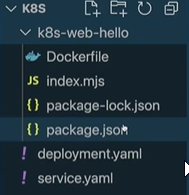 K8S
k8s-web-hello
Dockerfile
JS index.mjs
{} package-lock.json
{} package.json
! deployment.yaml
! service.yaml